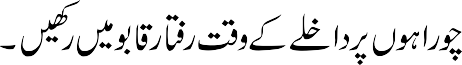 چوراہوں پر داخلے کے وقت رفتار قابو میں رکھیں ۔